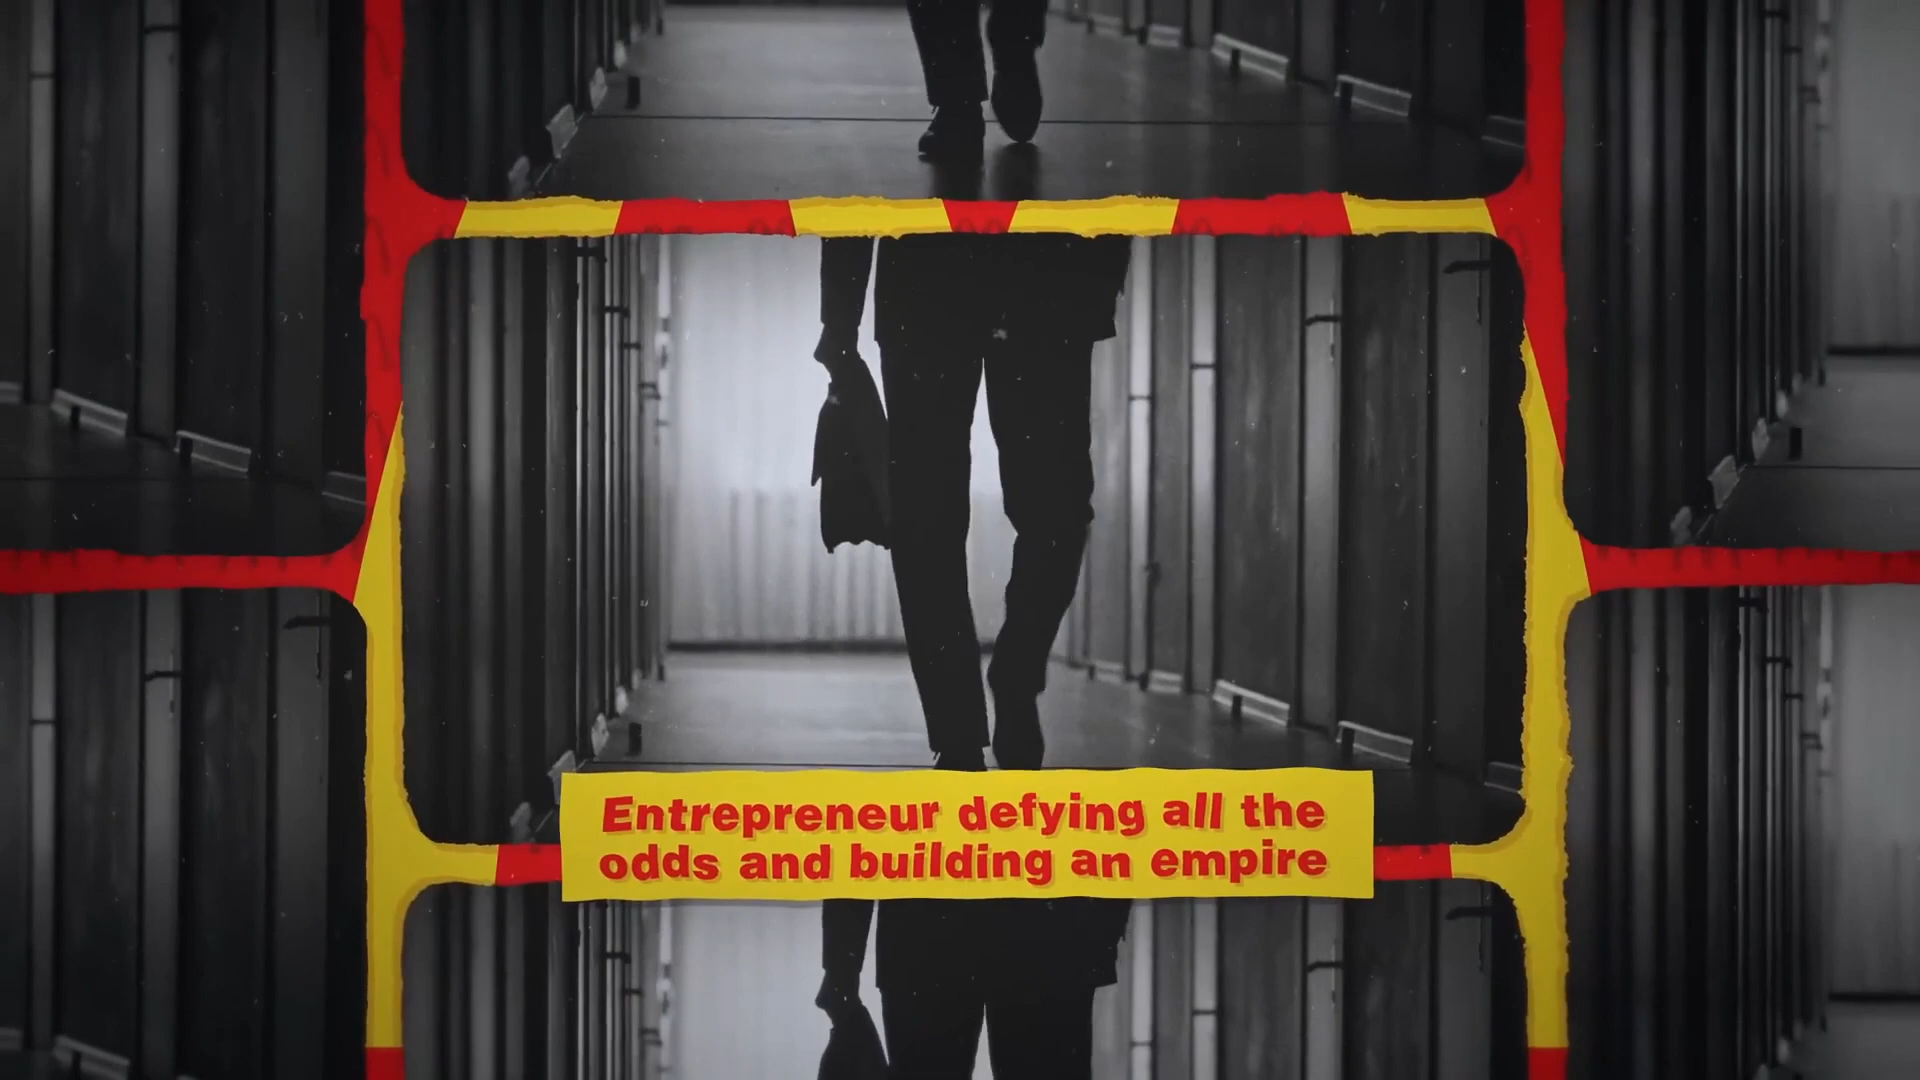 Entrepreneur defying all the
odds and building an empire